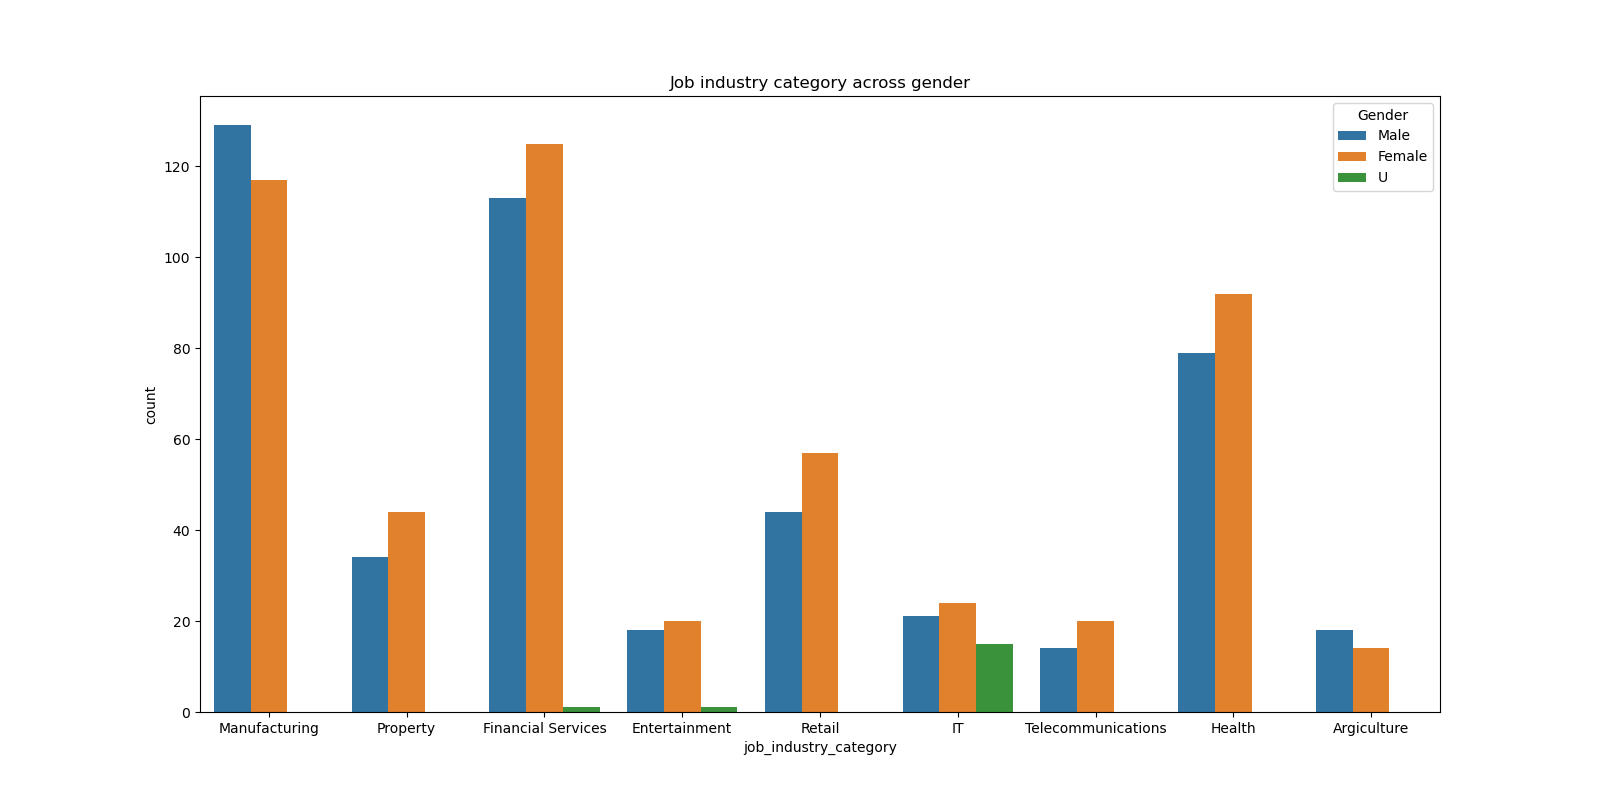 Job industry category across gender
Gender
Male
Female
U
count
120
100
80
60
40
20
0
Manufacturing Property Financial Services Entertainment Retail IT Telecommunications Health Argiculture
job_industry_category